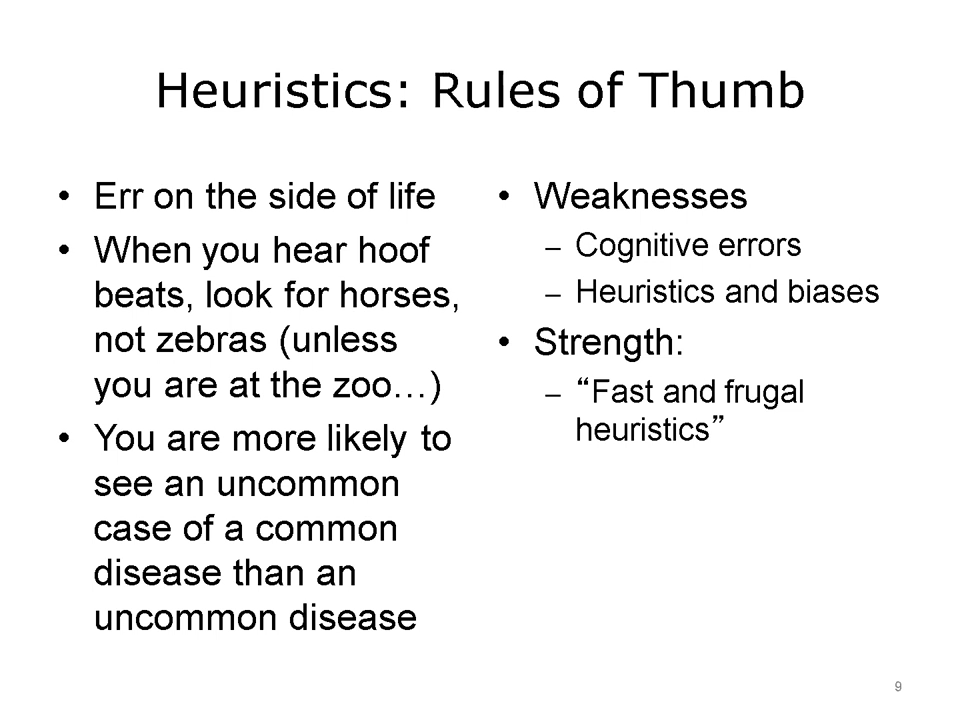 Heuristics: Rules of Thumb
• Err on the side of life
• When you hear hoof
beats, look for horses,
not zebras (unless
you are at the zoo…)
• You are more likely to
see an uncommon
case of a common
disease than an
uncommon disease
• Weaknesses
– Cognitive errors
– Heuristics and biases
• Strength:
– “Fast and frugal
heuristics”
9